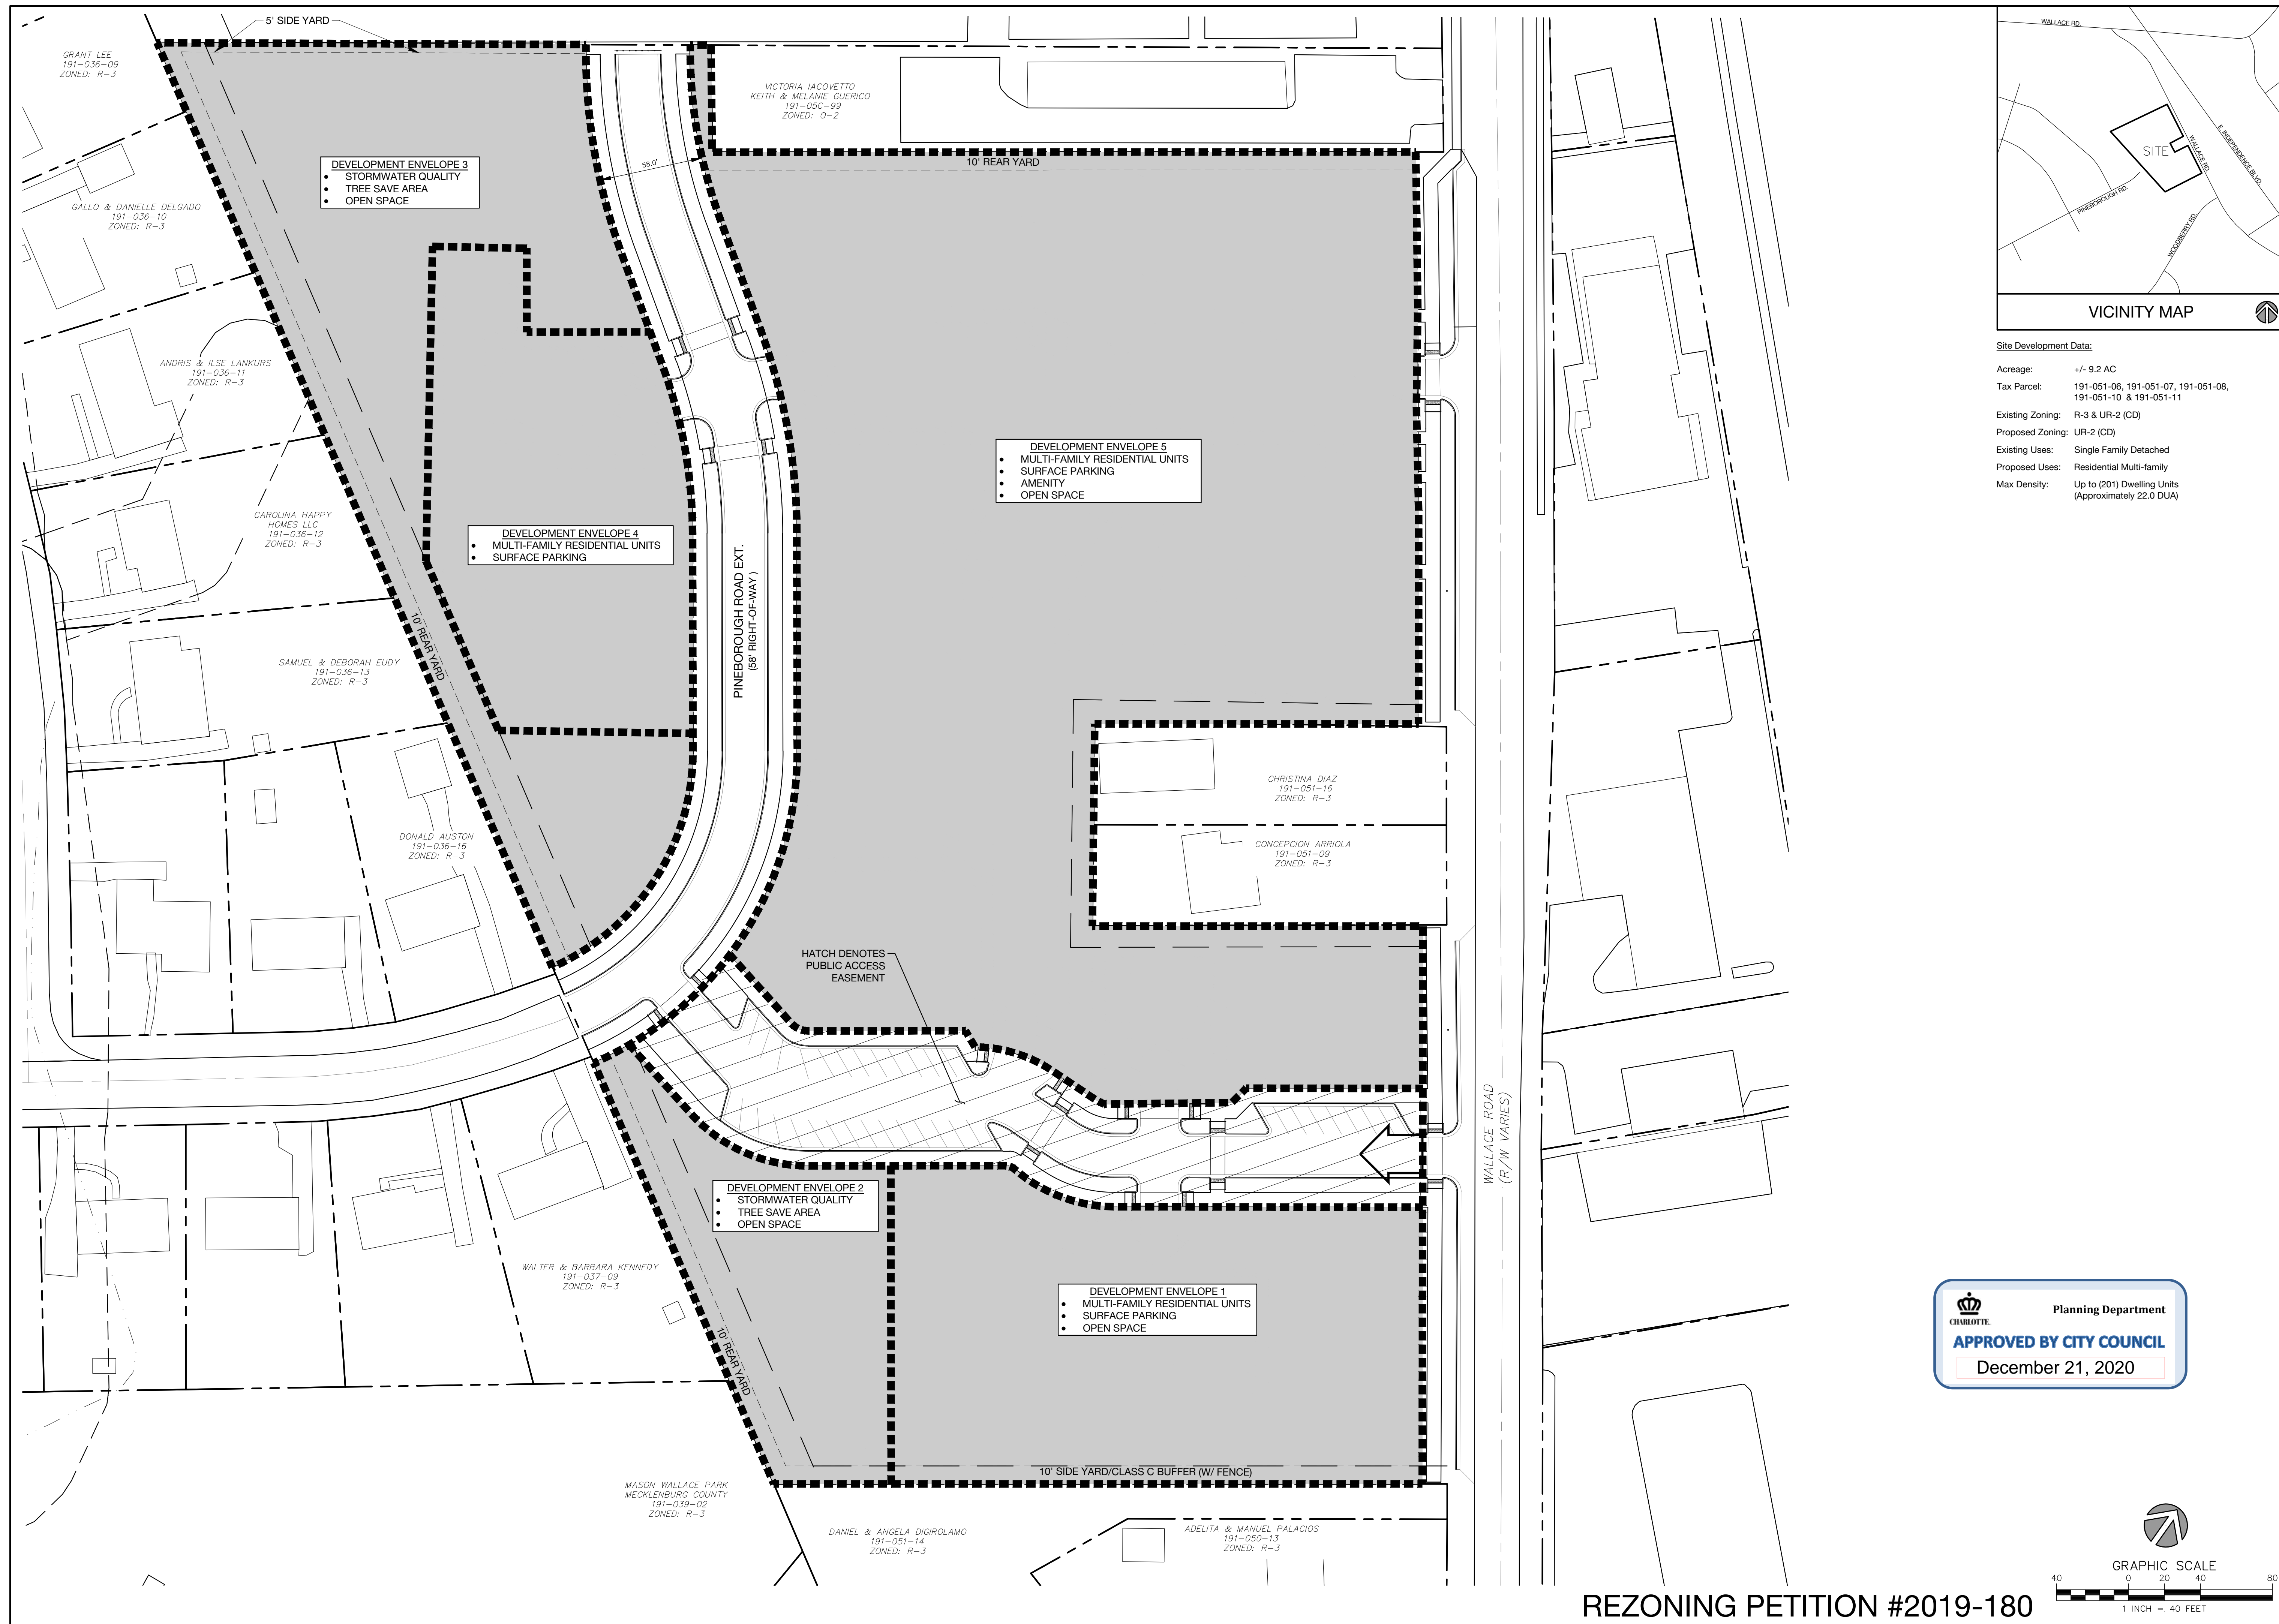 5' SIDE YARD
GRANT LEE
191-036-09
ZONED: R-3
VICTORIA IACOVETTO
KEITH & MELANIE GUERICO
191-05C-99
ZONED: O-2
10' REAR YARD
58.0'
DEVELOPMENT ENVELOPE 3
• STORMWATER QUALITY
• TREE SAVE AREA
• OPEN SPACE
GALLO & DANIELLE DELGADO
191-036-10
ZONED: R-3
ANDRIS & ILSE LANKURS
191-036-11
ZONED: R-3
DEVELOPMENT ENVELOPE 5
• MULTI-FAMILY RESIDENTIAL UNITS
• SURFACE PARKING
• AMENITY
• OPEN SPACE
CAROLINA HAPPY
HOMES LLC
191-036-12
ZONED: R-3
DEVELOPMENT ENVELOPE 4
• MULTI-FAMILY RESIDENTIAL UNITS
• SURFACE PARKING
PINEBOROUGH ROAD EXT.
(58' RIGHT-OF-WAY )
10' REAR YARD
SAMUEL & DEBORAH EUDY
191-036-13
ZONED: R-3
CHRISTINA DIAZ
191-051-16
ZONED: R-3
DONALD AUSTON
191-036-16
ZONED: R-3
CONCEPCION ARRIOLA
191-051-09
ZONED: R-3
HATCH DENOTES
PUBLIC ACCESS
EASEMENT
WALLACE ROAD
(R/W VARIES)
DEVELOPMENT ENVELOPE 2
• STORMWATER QUALITY
• TREE SAVE AREA
• OPEN SPACE
WALTER & BARBARA KENNEDY
191-037-09
ZONED: R-3
DEVELOPMENT ENVELOPE 1
• MULTI-FAMILY RESIDENTIAL UNITS
• SURFACE PARKING
• OPEN SPACE
10' REAR YARD
10' SIDE YARD/CLASS C BUFFER (W/ FENCE)
MASON WALLACE PARK
MECKLENBURG COUNTY
191-039-02
ZONED: R-3
DANIEL & ANGELA DIGIROLAMO
191-051-14
ZONED: R-3
ADELITA & MANUEL PALACIOS
191-050-13
ZONED: R-3
WALLACE RD.
SITE
WALLACE RD.
E. INDEPENDENCE BLVD.
PINEBOROUGH RD.
WOODBERRY RD.
VICINITY MAP
Site Development Data:
Acreage: +/- 9.2 AC
Tax Parcel: 191-051-06, 191-051-07, 191-051-08,
191-051-10 & 191-051-11
Existing Zoning: R-3 & UR-2 (CD)
Proposed Zoning: UR-2 (CD)
Existing Uses: Single Family Detached
Proposed Uses: Residential Multi-family
Max Density: Up to (201) Dwelling Units
(Approximately 22.0 DUA)
CHARLOTTE.
Planning Department
APPROVED BY CITY COUNCIL
December 21, 2020
GRAPHIC SCALE
40 0 20 40 80
1 INCH = 40 FEET
REZONING PETITION #2019-180